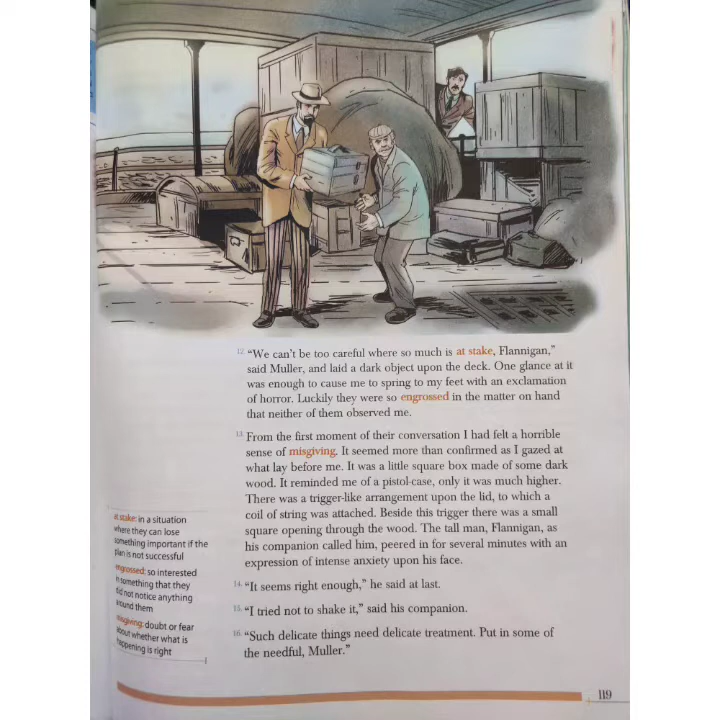 12 “We can’t be too careful where so much is at stake, Flannigan,”
said Muller, and laid a dark object upon the deck. One glance at it
was enough to cause me to spring to my feet with an exclamation
of horror. Luckily they were so engrossed in the matter on hand
that neither of them observed me.
13 From the first moment of their conversation I had felt a horrible
sense of misgiving. It seemed more than confirmed as I gazed at
what lay before me. It was a little square box made of some dark
wood. It reminded me of a pistol-case, only it was much higher.
There was a trigger-like arrangement upon the lid, to which a
coil of string was attached. Beside this trigger there was a small
square opening through the wood. The tall man, Flannigan, as
his companion called him, peered in for several minutes with an
expression of intense anxiety upon his face.
14 “It seems right enough,” he said at last.
15 “I tried not to shake it,” said his companion.
16 “Such delicate things need delicate treatment. Put in some of
the needful, Muller.”
at stake: in a situation
where they can lose
something important if the
plan is not successful
engrossed: so interested
in something that they
did not notice anything
around them
misgiving: doubt or fear
about whether what is
happening is right
119